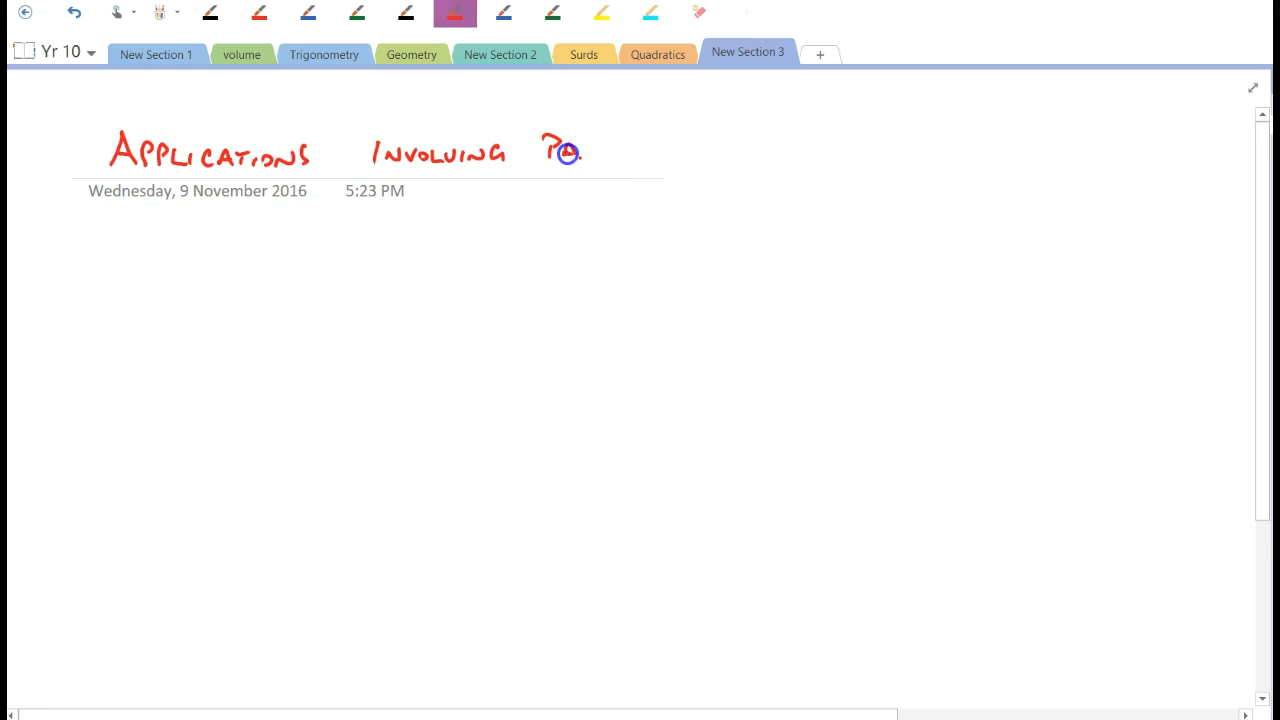 Yr 10 New Section 1 volume Trigonometry Geometry New Section 2 Surds Quadratics New Section 3 +
APPLICATIONS INVOLVING
Wednesday, 9 November 2016 5:23 PM